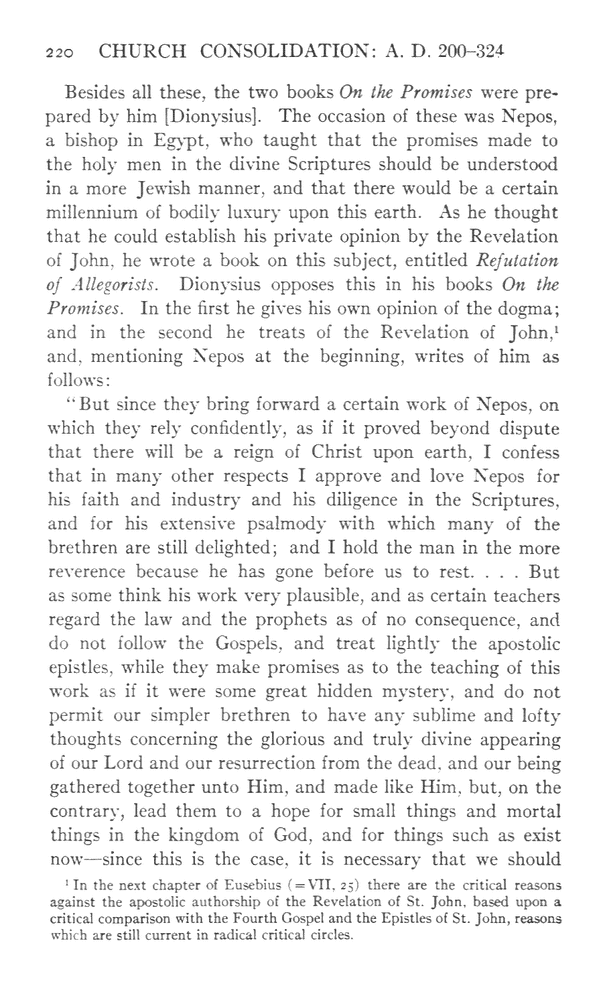 220 CHURCH CONSOLIDATION: A. D. 200–324
Besides all these, the two books On the Promises were pre-
pared by him [Dionysius]. The occasion of these was Nepos,
a bishop in Egypt, who taught that the promises made to
the holy men in the divine Scriptures should be understood
in a more Jewish manner, and that there would be a certain
millennium of bodily luxury upon this earth. As he thought
that he could establish his private opinion by the Revelation
of John, he wrote a book on this subject, entitled Refutation
of Allegorists. Dionysius opposes this in his books On the
Promises. In the first he gives his own opinion of the dogma;
and in the second he treats of the Revelation of John,¹
and, mentioning Nepos at the beginning, writes of him as
follows:
"But since they bring forward a certain work of Nepos, on
which they rely confidently, as if it proved beyond dispute
that there will be a reign of Christ upon earth, I confess
that in many other respects I approve and love Nepos for
his faith and industry and his diligence in the Scriptures,
and for his extensive psalmody with which many of the
brethren are still delighted; and I hold the man in the more
reverence because he has gone before us to rest. . . . But
as some think his work very plausible, and as certain teachers
regard the law and the prophets as of no consequence, and
do not follow the Gospels, and treat lightly the apostolic
epistles, while they make promises as to the teaching of this
work as if it were some great hidden mystery, and do not
permit our simpler brethren to have any sublime and lofty
thoughts concerning the glorious and truly divine appearing
of our Lord and our resurrection from the dead, and our being
gathered together unto Him, and made like Him, but, on the
contrary, lead them to a hope for small things and mortal
things in the kingdom of God, and for things such as exist
now—since this is the case, it is necessary that we should
¹ In the next chapter of Eusebius (=VII, 25) there are the critical reasons
against the apostolic authorship of the Revelation of St. John, based upon a
critical comparison with the Fourth Gospel and the Epistles of St. John, reasons
which are still current in radical critical circles.